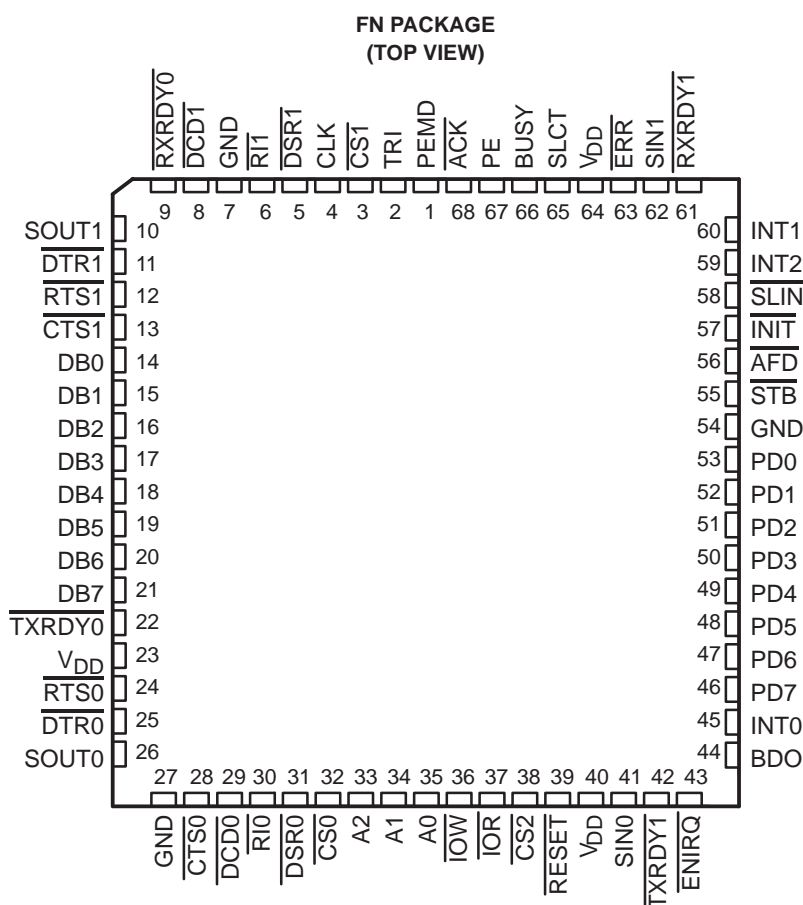 FN PACKAGE
(TOP VIEW)
RXRDY0
DCD1
GND
RI1
DSR1
CLK
CS1
TRI
PEMD
ACK
PE
BUSY
SLCT
VDD
ERR
SIN1
RXRDY1
9 8 7 6 5 4 3 2 1 68 67 66 65 64 63 62 61
SOUT1 10
DTR1 11
RTS1 12
CTS1 13
DB0 14
DB1 15
DB2 16
DB3 17
DB4 18
DB5 19
DB6 20
DB7 21
TXRDY0 22
VDD 23
RTS0 24
DTR0 25
SOUT0 26
60 INT1
59 INT2
58 SLIN
57 INIT
56 AFD
55 STB
54 GND
53 PD0
52 PD1
51 PD2
50 PD3
49 PD4
48 PD5
47 PD6
46 PD7
45 INT0
44 BDO
27 28 29 30 31 32 33 34 35 36 37 38 39 40 41 42 43
GND
CTS0
DCD0
RI0
DSR0
CS0
A2
A1
A0
IOW
IOR
CS2
RESET
VDD
SIN0
TXRDY1
ENIRQ